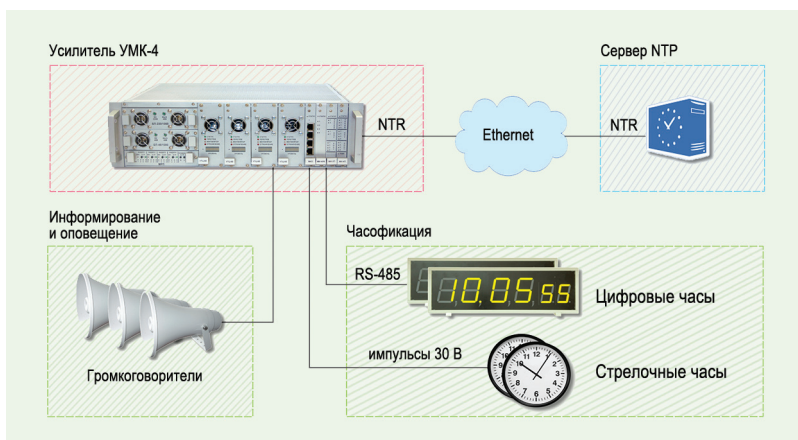 Усилитель УМК-4
Сервер NTP
NTR
Ethernet
NTR
Информирование
и оповещение
Часофикация
RS-485
10.05 55
Цифровые часы
импульсы 30 В
Стрелочные часы
Громкоговорители